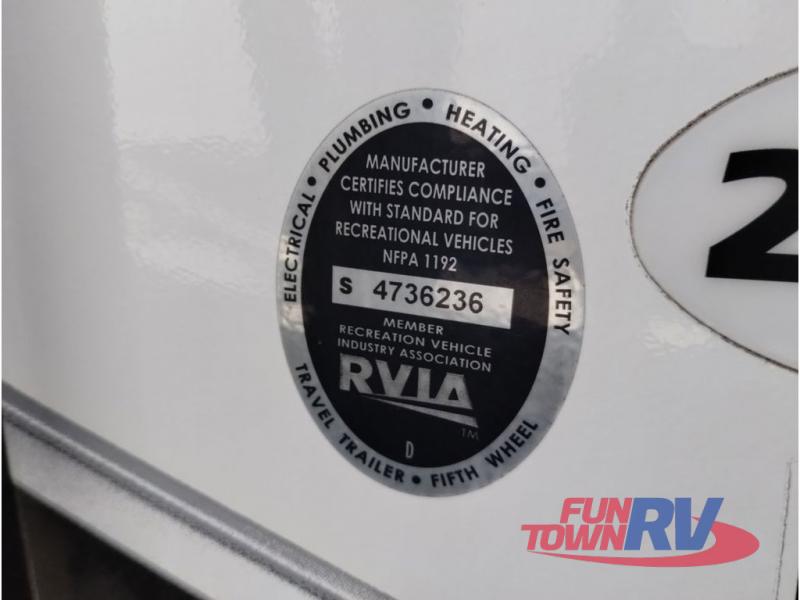 ELECTRICAL • PLUMBING • HEATING • FIRE SAFETY
MANUFACTURER
CERTIFIES COMPLIANCE
WITH STANDARD FOR
RECREATIONAL VEHICLES
NFPA 1192
S 4736236
MEMBER
RECREATION VEHICLE
INDUSTRY ASSOCIATION
RVIA
TM
D
TRAVEL TRAILER • FIFTH WHEEL
2
FUN
TOWN RV